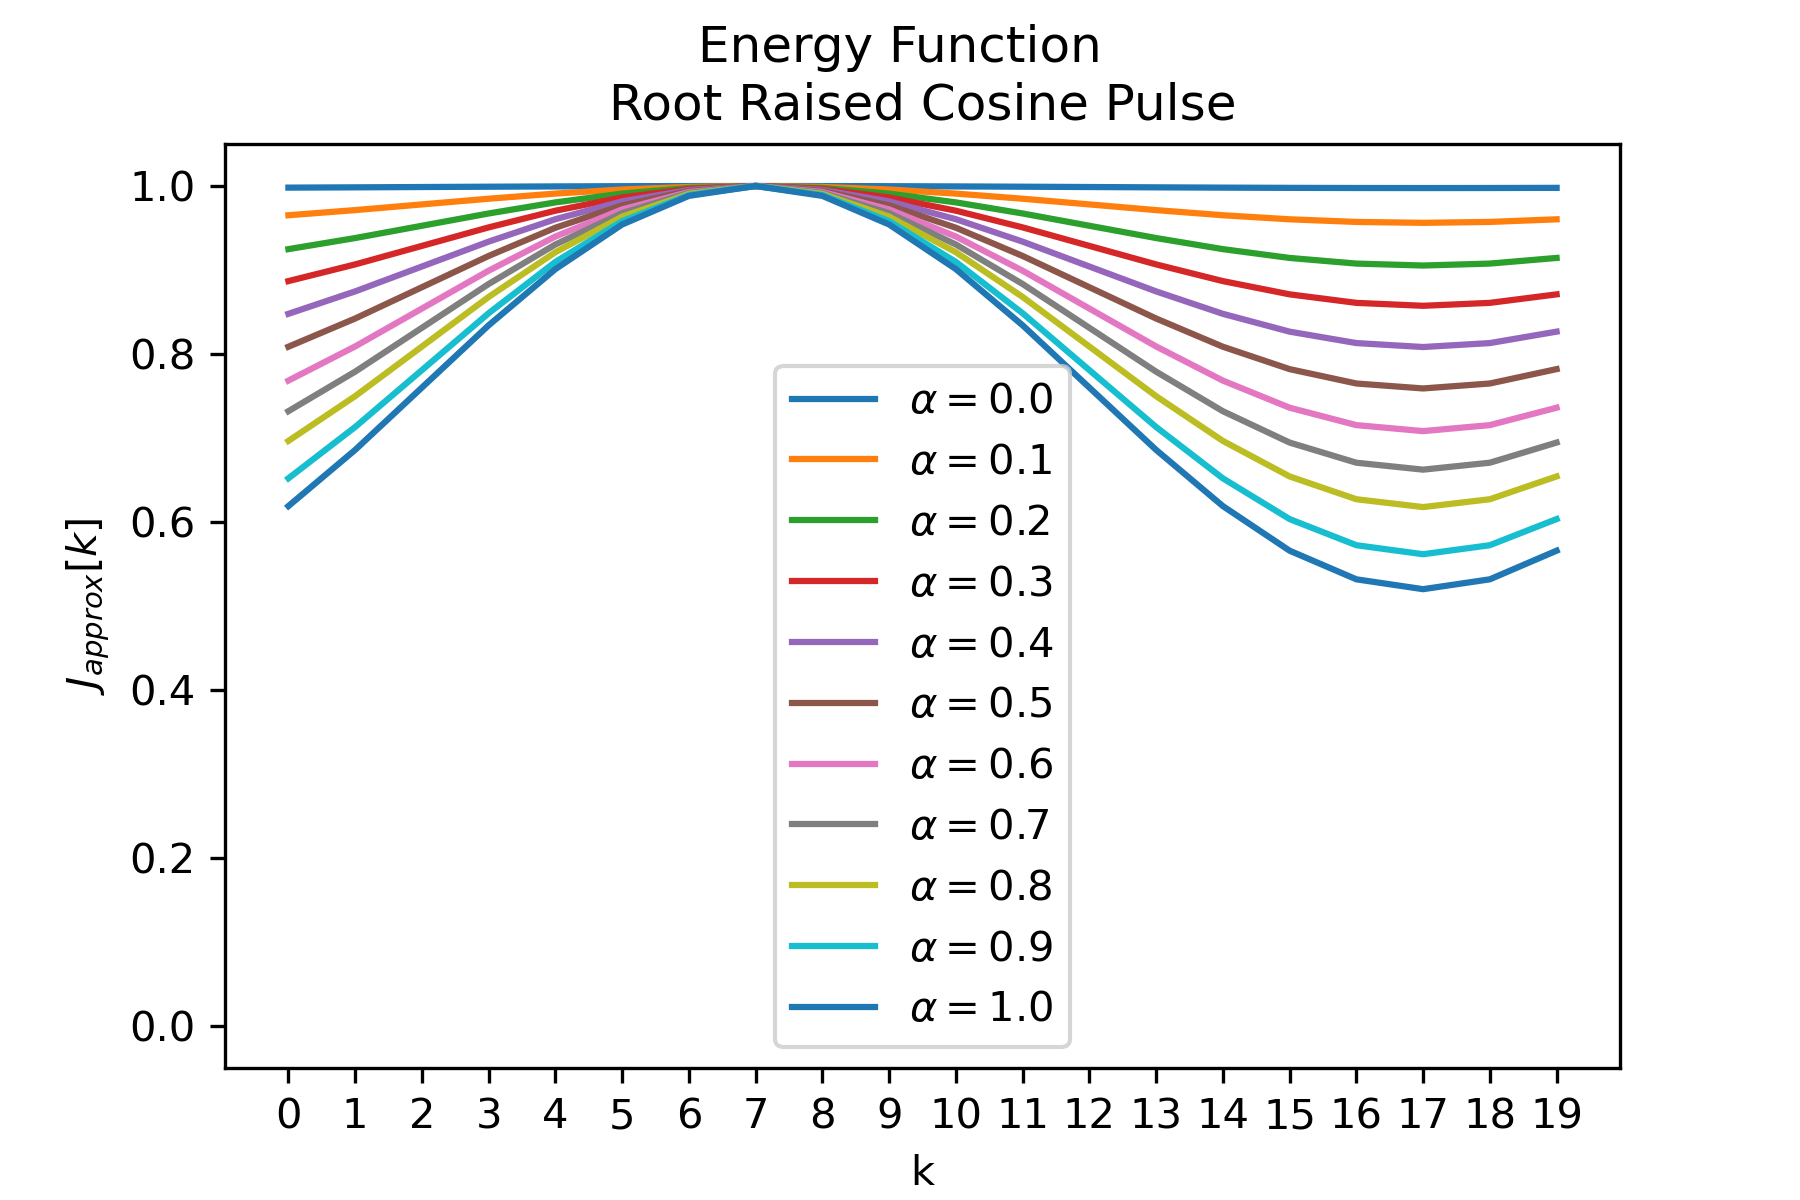 Energy Function
Root Raised Cosine Pulse
1.0
0.8
0.6
0.4
0.2
0.0
J_approx[k]
α = 0.0
α = 0.1
α = 0.2
α = 0.3
α = 0.4
α = 0.5
α = 0.6
α = 0.7
α = 0.8
α = 0.9
α = 1.0
0 1 2 3 4 5 6 7 8 9 10 11 12 13 14 15 16 17 18 19
k